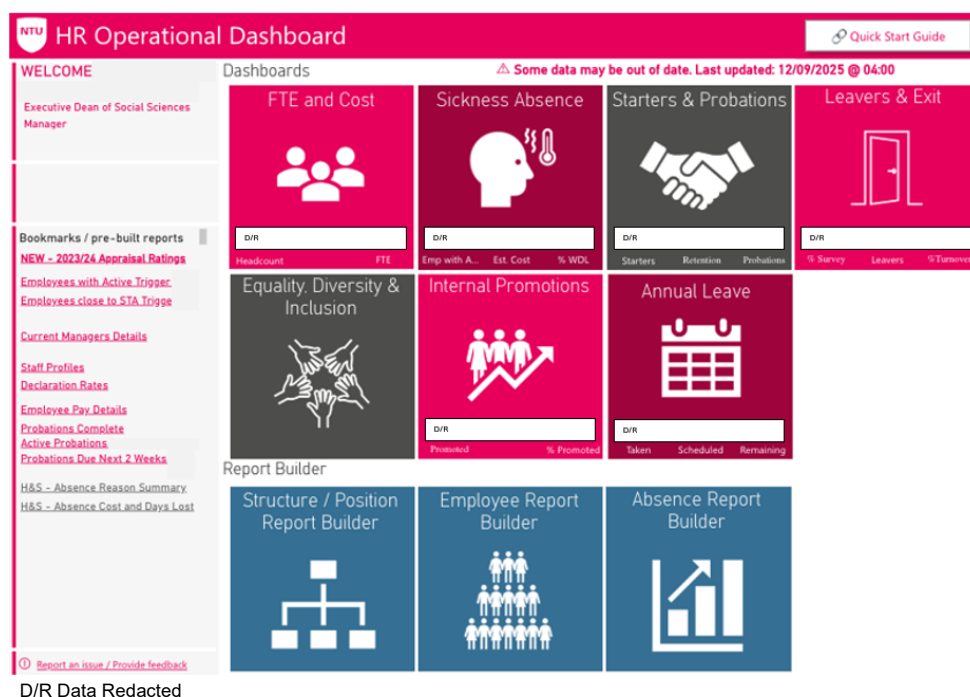 NTU
HR Operational Dashboard
Quick Start Guide
WELCOME
Executive Dean of Social Sciences
Manager
Bookmarks / pre-built reports
NEW - 2023/24 Appraisal Ratings
Employees with Active Trigger
Employees close to STA Trigge
Current Managers Details
Staff Profiles
Declaration Rates
Employee Pay Details
Probations Complete
Active Probations
Probations Due Next 2 Weeks
H&S - Absence Reason Summary
H&S - Absence Cost and Days Lost
Report an issue / Provide feedback
Dashboards
⚠ Some data may be out of date. Last updated: 12/09/2025 @ 04:00
FTE and Cost
D/R
Headcount FTE
Sickness Absence
D/R
Emp with A... Est. Cost % WDL
Starters & Probations
D/R
Starters Retention Probations
Leavers & Exit
D/R
% Survey Leavers %Turnover
Equality, Diversity &
Inclusion
Internal Promotions
D/R
Promoted % Promoted
Annual Leave
D/R
Taken Scheduled Remaining
Report Builder
Structure / Position
Report Builder
Employee Report
Builder
Absence Report
Builder
D/R Data Redacted